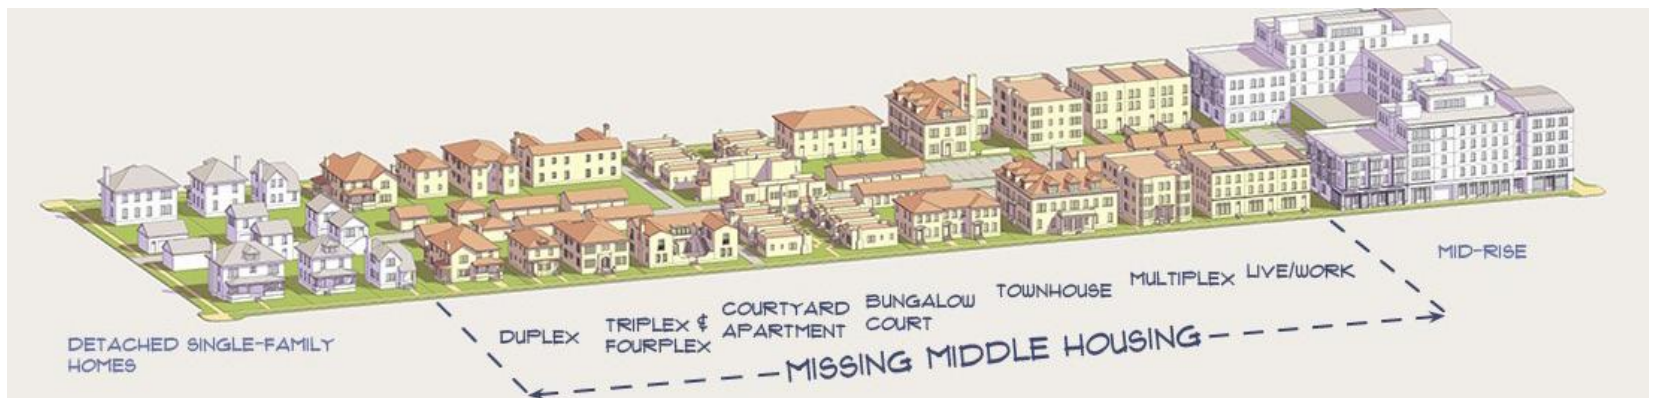 DETACHED SINGLE-FAMILY
HOMES
DUPLEX
TRIPLEX &
FOURPLEX
COURTYARD
APARTMENT
BUNGALOW
COURT
TOWNHOUSE
MULTIPLEX
LIVE/WORK
MID-RISE
MISSING MIDDLE HOUSING